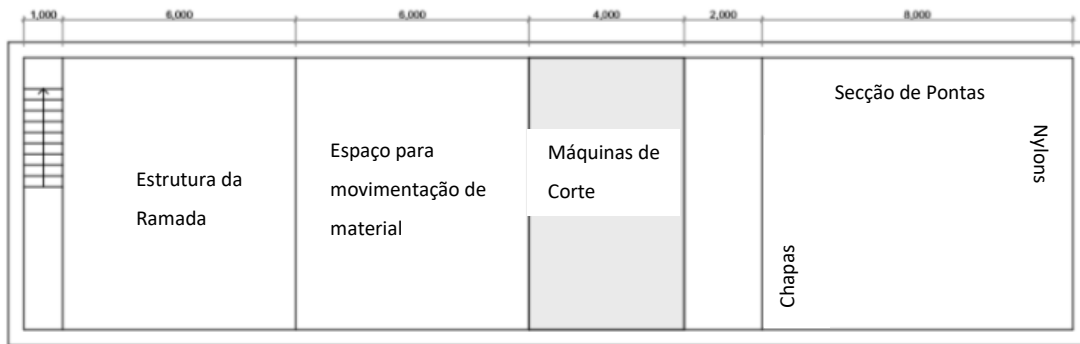 1,000 6,000 6,000 4,000 2,000 8,000
Estrutura da
Ramada
Espaço para
movimentação de
material
Máquinas de
Corte
Chapas
Secção de Pontas
Nylons